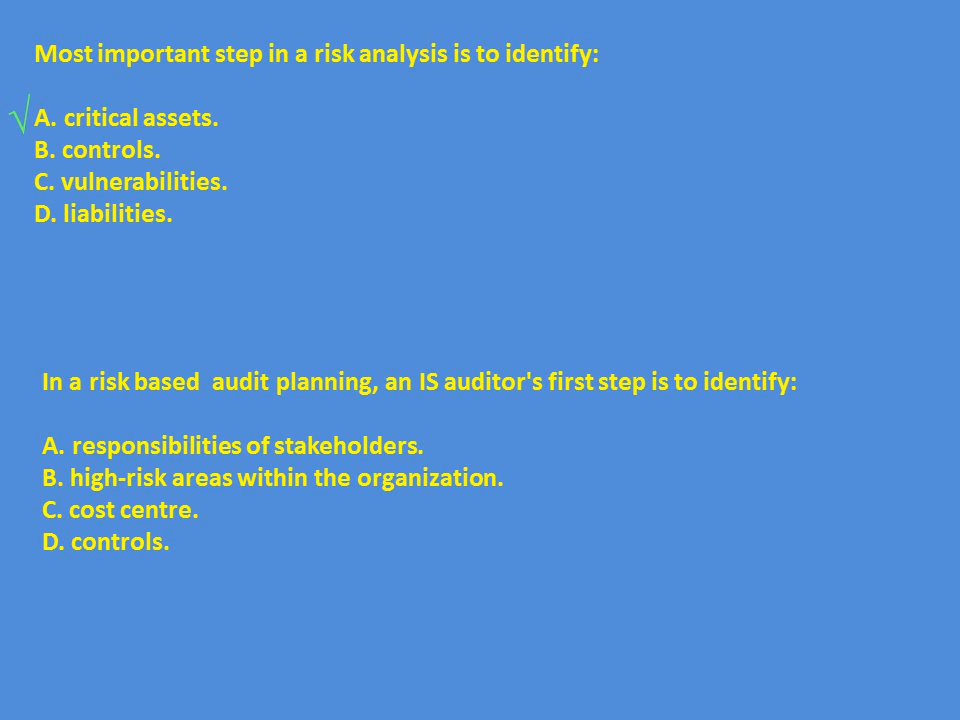 Most important step in a risk analysis is to identify:
√ A. critical assets.
B. controls.
C. vulnerabilities.
D. liabilities.
In a risk based  audit planning, an IS auditor's first step is to identify:
A. responsibilities of stakeholders.
B. high-risk areas within the organization.
C. cost centre.
D. controls.